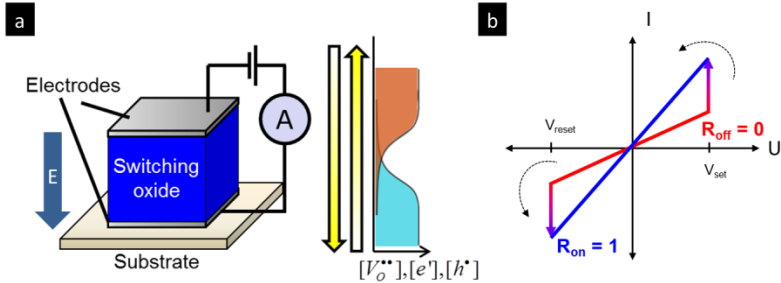 a
Electrodes
E
Switching
oxide
A
Substrate
[V_O^{••}],[e'],[h^•]
b
I
V_reset
R_off = 0
U
V_set
R_on = 1